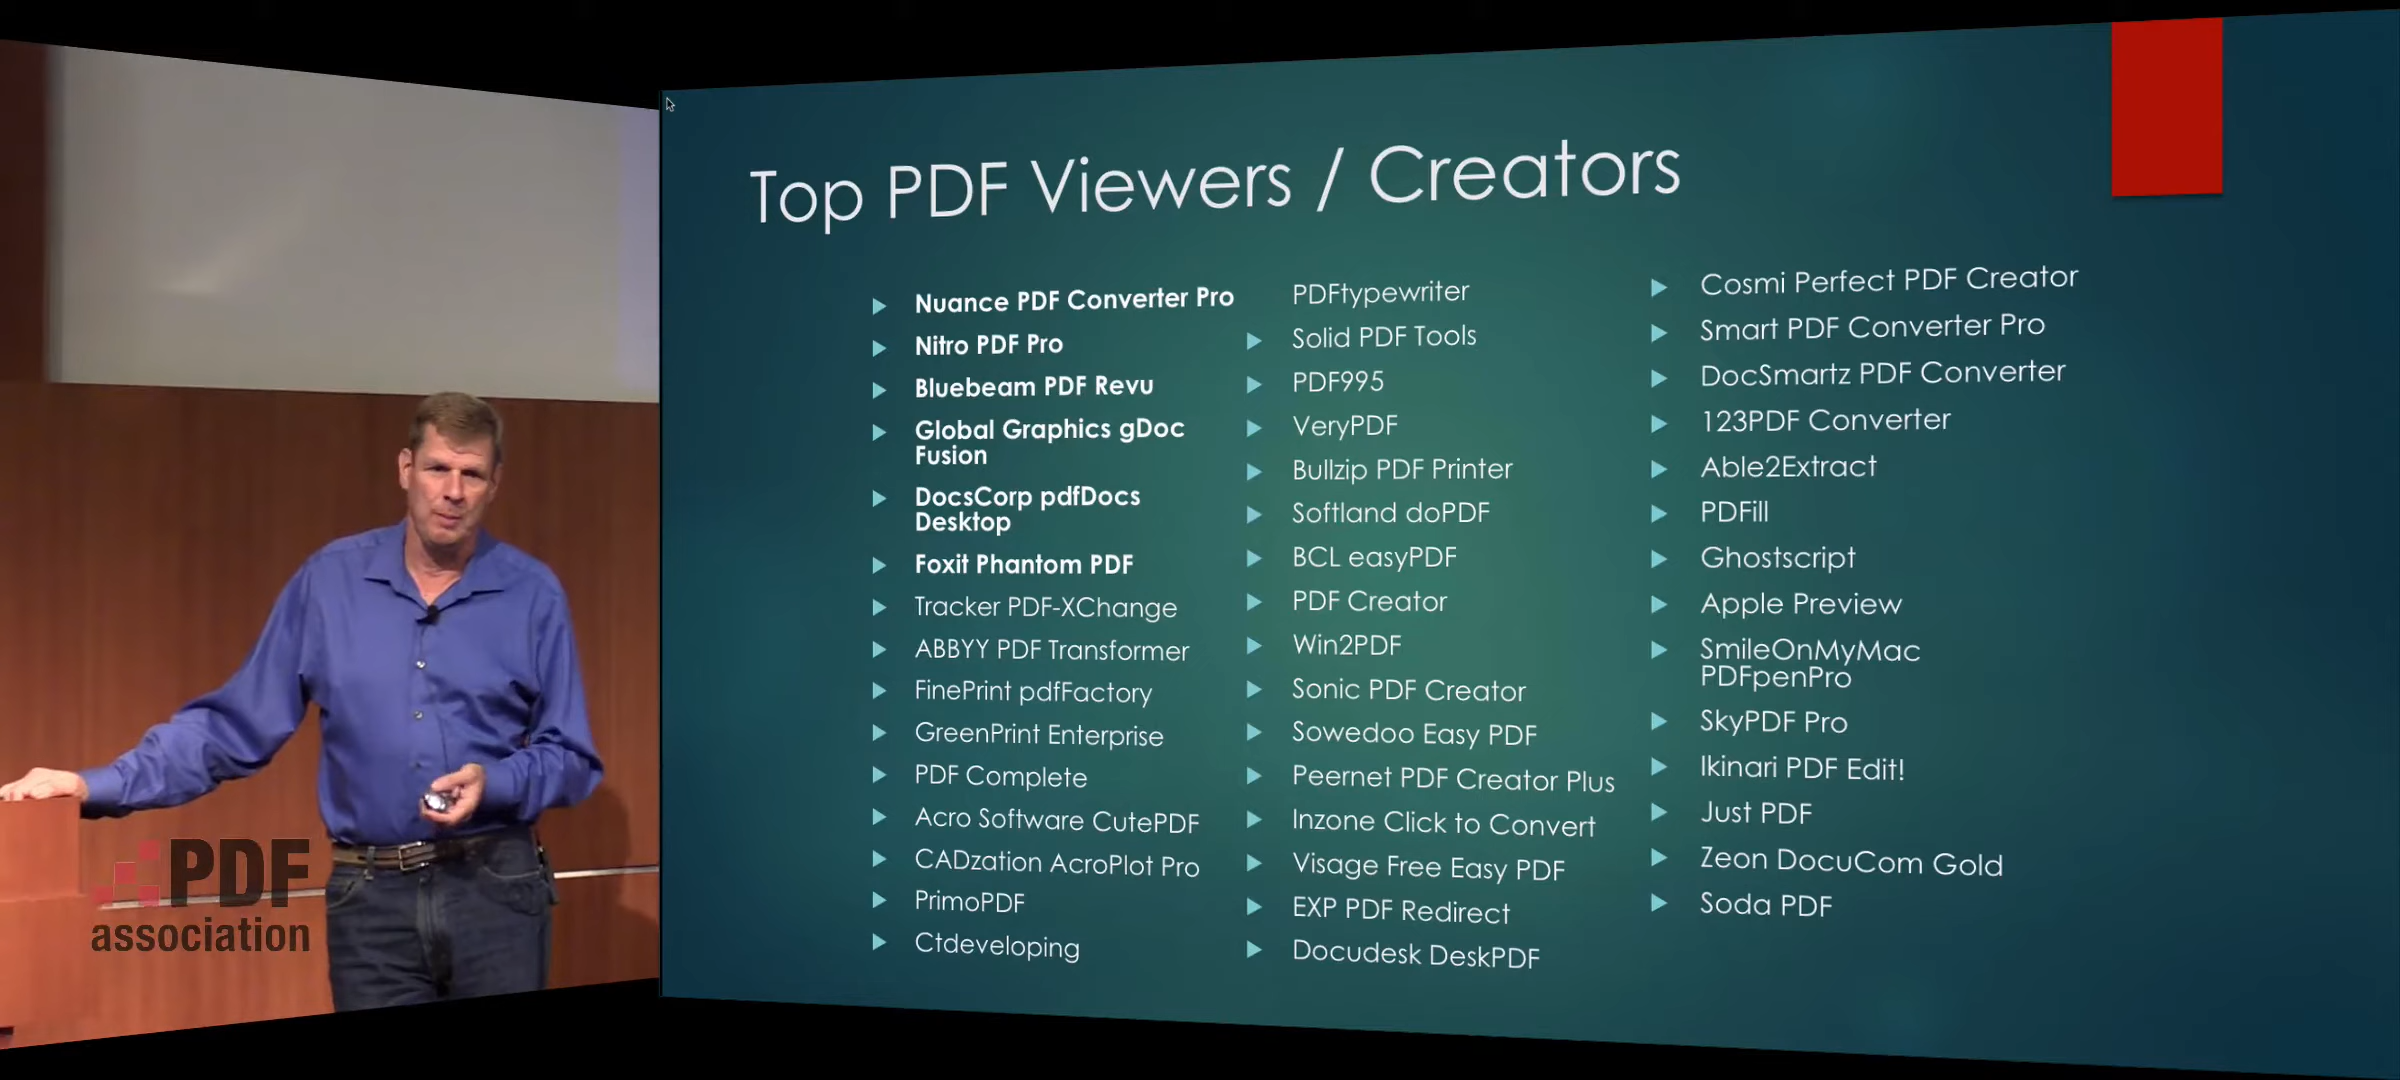 Top PDF Viewers / Creators
Nuance PDF Converter Pro
Nitro PDF Pro
Bluebeam PDF Revu
Global Graphics gDoc
Fusion
DocsCorp pdfDocs
Desktop
Foxit Phantom PDF
Tracker PDF-XChange
ABBYY PDF Transformer
FinePrint pdfFactory
GreenPrint Enterprise
PDF Complete
Acro Software CutePDF
CADzation AcroPlot Pro
PrimoPDF
Ctdeveloping
PDFtypewriter
Solid PDF Tools
PDF995
VeryPDF
Bullzip PDF Printer
Softland doPDF
BCL easyPDF
PDF Creator
Win2PDF
Sonic PDF Creator
Sowedoo Easy PDF
Peernet PDF Creator Plus
Inzone Click to Convert
Visage Free Easy PDF
EXP PDF Redirect
Docudesk DeskPDF
Cosmi Perfect PDF Creator
Smart PDF Converter Pro
DocSmartz PDF Converter
123PDF Converter
Able2Extract
PDFill
Ghostscript
Apple Preview
SmileOnMyMac
PDFpenPro
SkyPDF Pro
Ikinari PDF Edit!
Just PDF
Zeon DocuCom Gold
Soda PDF
PDF
association